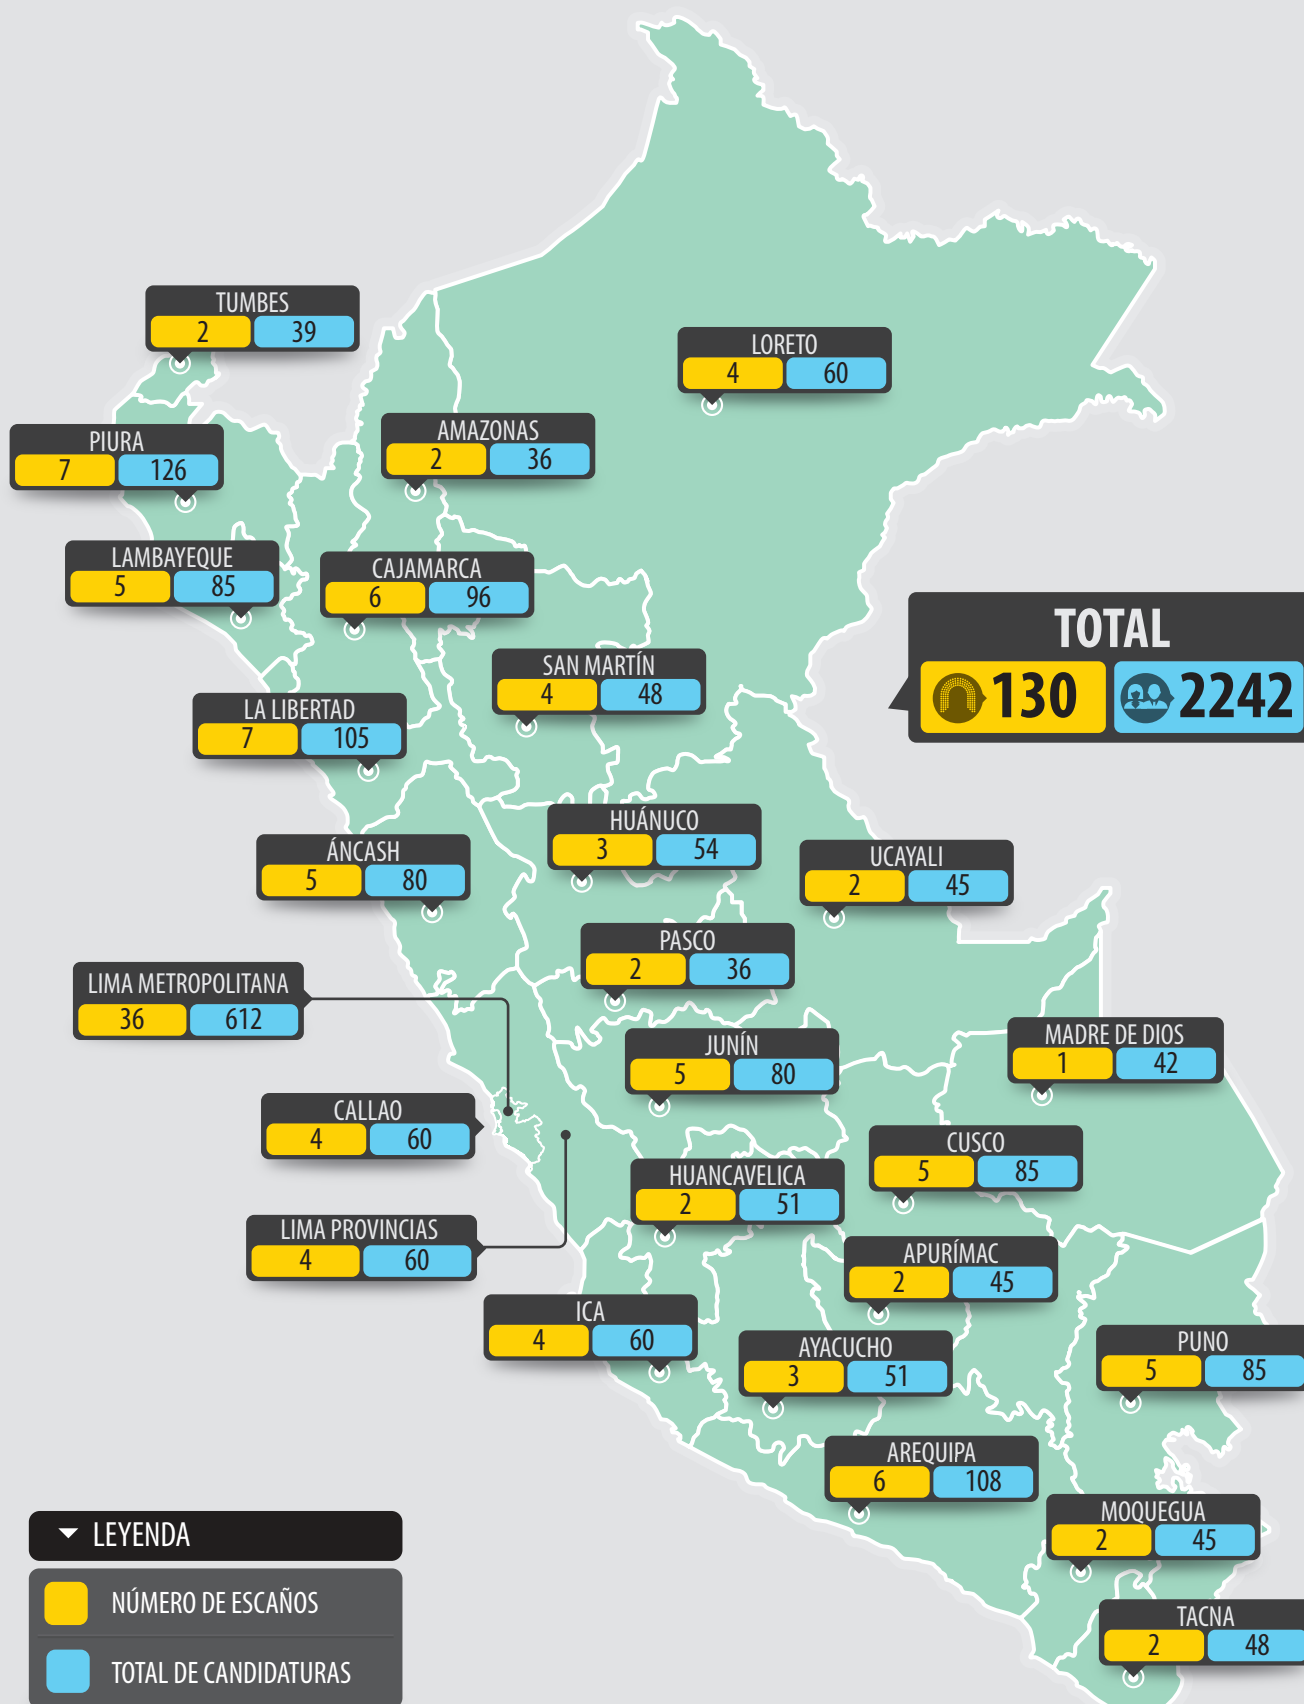 TUMBES
2 39
LORETO
4 60
PIURA
7 126
AMAZONAS
2 36
LAMBAYEQUE
5 85
CAJAMARCA
6 96
TOTAL
130 2242
SAN MARTÍN
4 48
LA LIBERTAD
7 105
HUÁNUCO
3 54
ÁNCASH
5 80
UCAYALI
2 45
PASCO
2 36
LIMA METROPOLITANA
36 612
JUNÍN
5 80
MADRE DE DIOS
1 42
CALLAO
4 60
CUSCO
5 85
HUANCAVELICA
2 51
LIMA PROVINCIAS
4 60
APURÍMAC
2 45
ICA
4 60
AYACUCHO
3 51
PUNO
5 85
AREQUIPA
6 108
MOQUEGUA
2 45
TACNA
2 48
LEYENDA
NÚMERO DE ESCAÑOS
TOTAL DE CANDIDATURAS